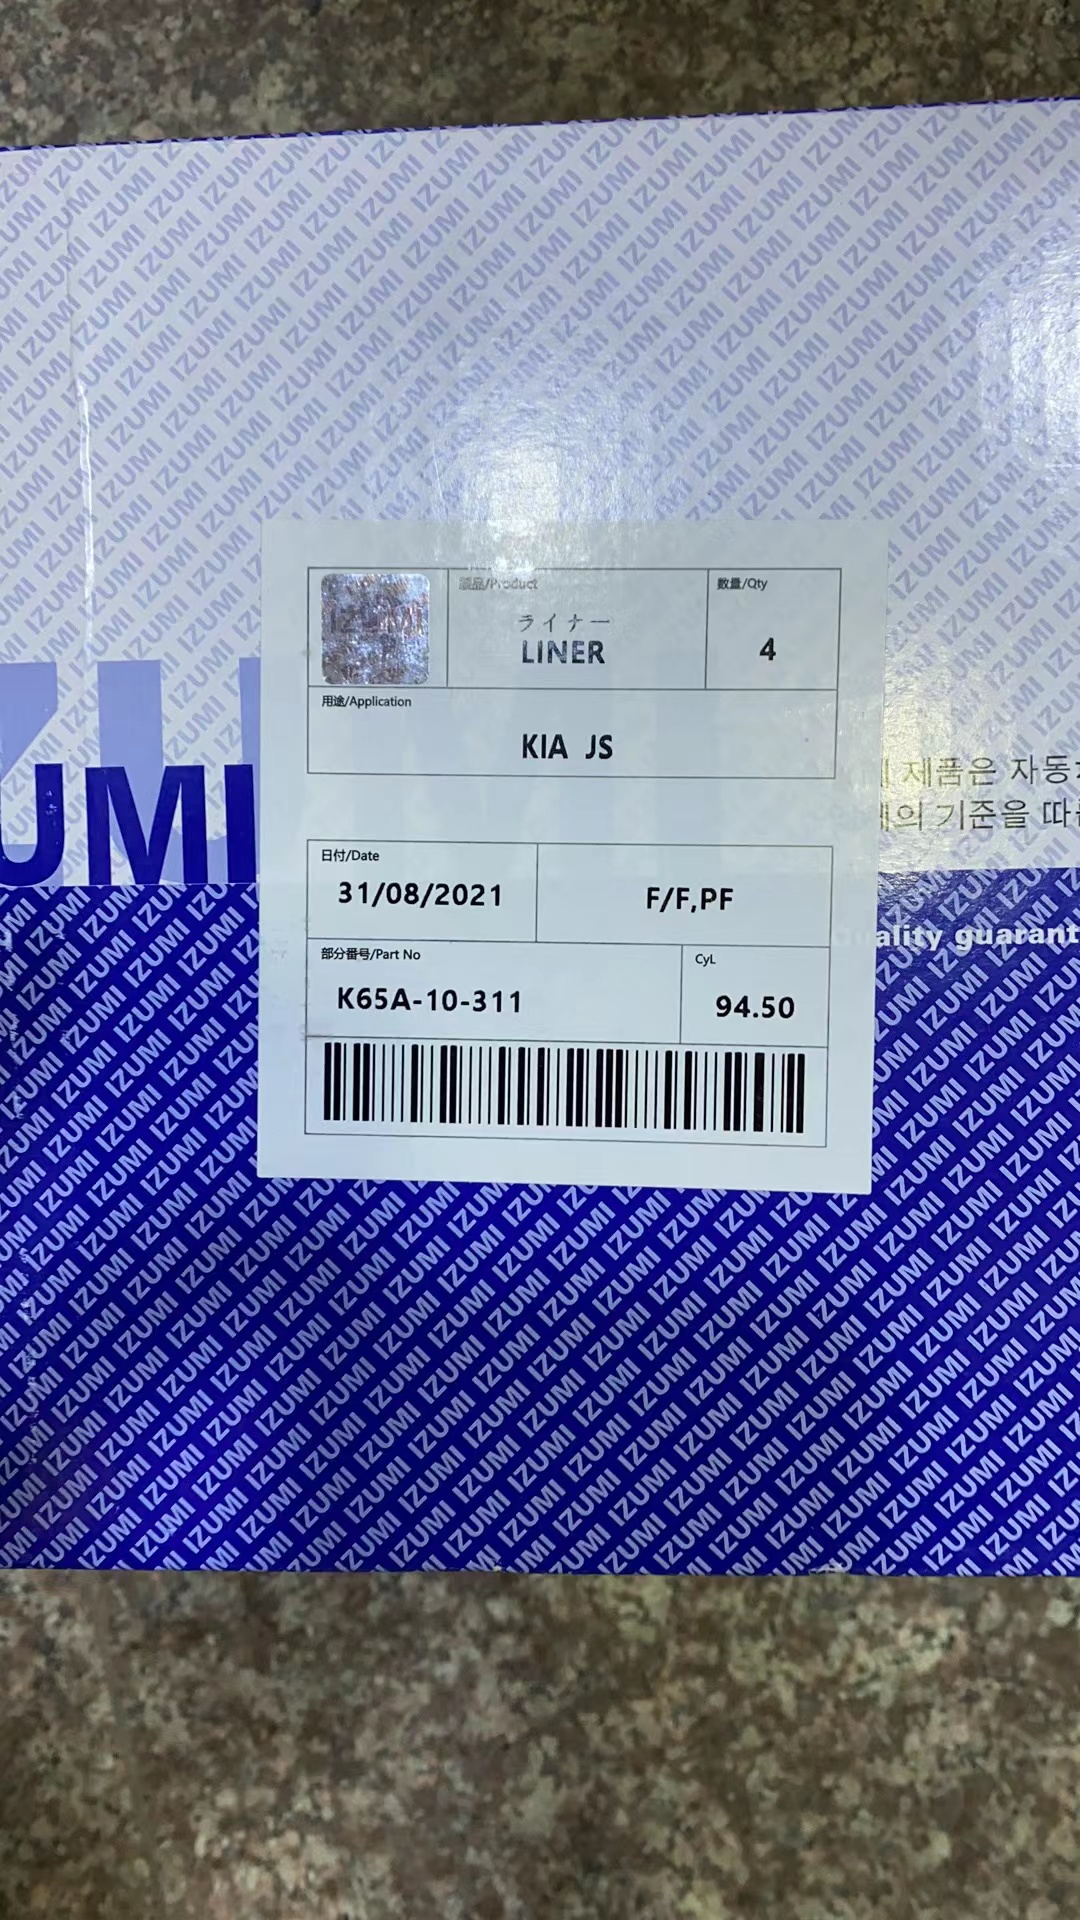 IZUMI
製品/Product
ライナー
LINER
数量/Qty
4
用途/Application
KIA JS
UMI
제품은 자동
의 기준을 따
日付/Date
31/08/2021
F/F,PF
ality guarant
部分番号/Part No
K65A-10-311
CyL
94.50